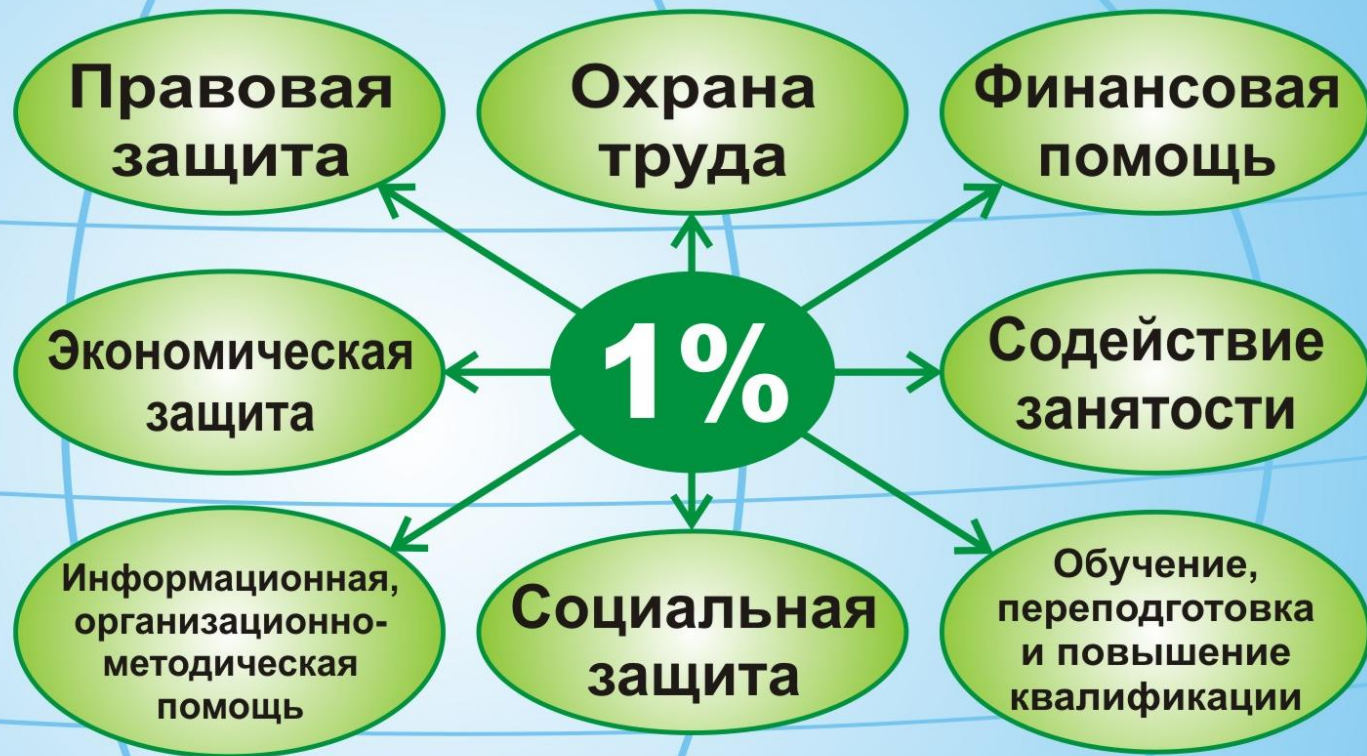 Правовая
защита
Охрана
труда
Финансовая
помощь
Экономическая
защита
1%
Содействие
занятости
Информационная,
организационно-
методическая
помощь
Социальная
защита
Обучение,
переподготовка
и повышение
квалификации